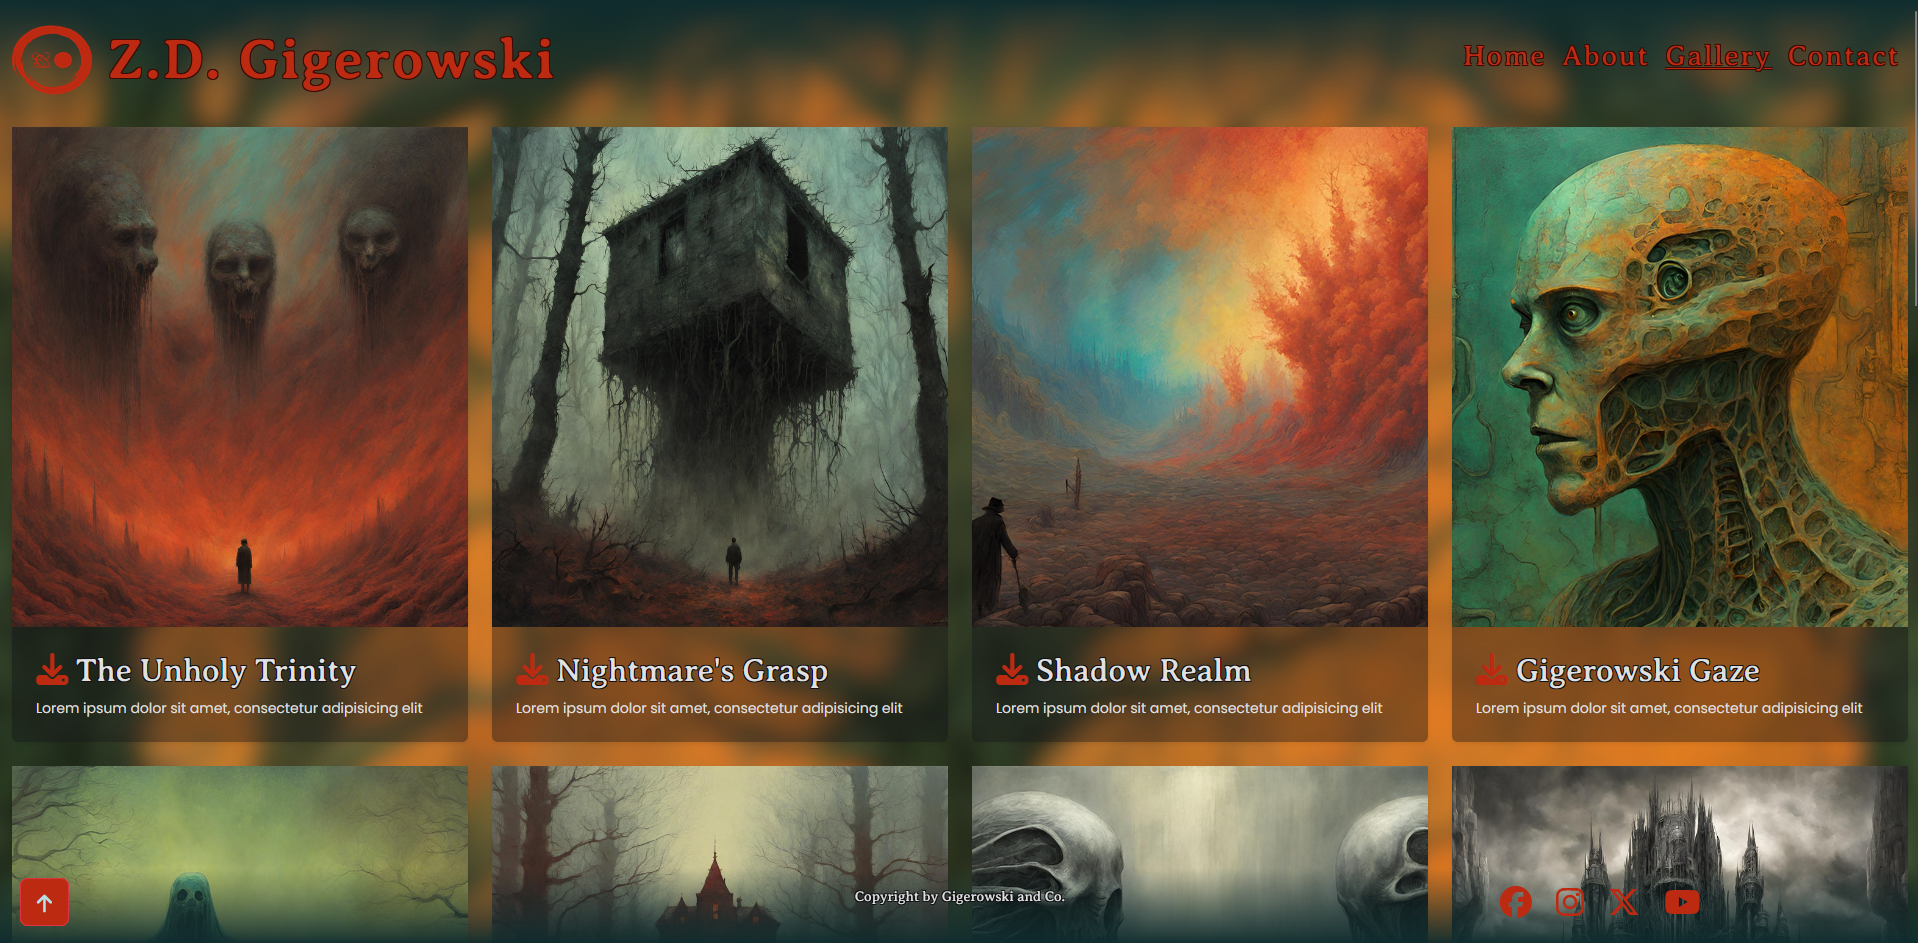 Z.D. Gigerowski
Home About Gallery Contact
The Unholy Trinity
Lorem ipsum dolor sit amet, consectetur adipisicing elit
Nightmare's Grasp
Lorem ipsum dolor sit amet, consectetur adipisicing elit
Shadow Realm
Lorem ipsum dolor sit amet, consectetur adipisicing elit
Gigerowski Gaze
Lorem ipsum dolor sit amet, consectetur adipisicing elit
Copyright by Gigerowski and Co.